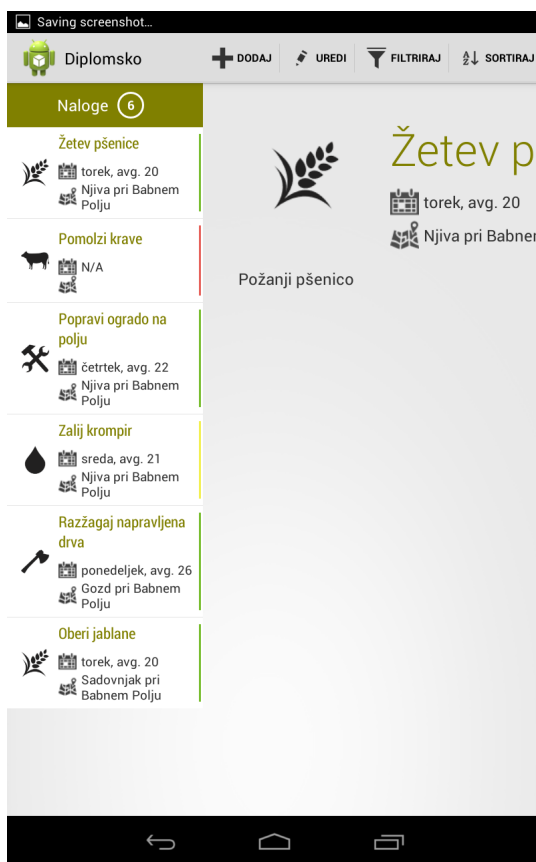 Saving screenshot...
Diplomsko
DODAJ
UREDI
FILTRIRAJ
SORTIRAJ
Naloge 6
Žetev pšenice
torek, avg. 20
Njiva pri Babnem
Polju
Pomolzi krave
N/A
Popravi ogrado na
polju
četrtek, avg. 22
Njiva pri Babnem
Polju
Zalij krompir
sreda, avg. 21
Njiva pri Babnem
Polju
Razžagaj napravljena
drva
ponedeljek, avg. 26
Gozd pri Babnem
Polju
Oberi jablane
torek, avg. 20
Sadovnjak pri
Babnem Polju
Žetev p
torek, avg. 20
Njiva pri Babne
Požanji pšenico